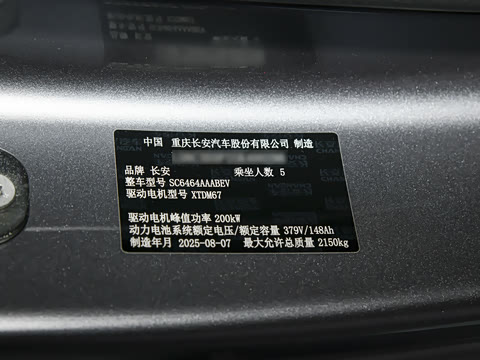 中国 重庆长安汽车股份有限公司 制造
品牌 长安 乘坐人数 5
整车型号 SC6464AAABEV
驱动电机型号 XTDM67
驱动电机峰值功率 200kW
动力电池系统额定电压/额定容量 379V/148Ah
制造年月 2025-08-07 最大允许总质量 2150kg